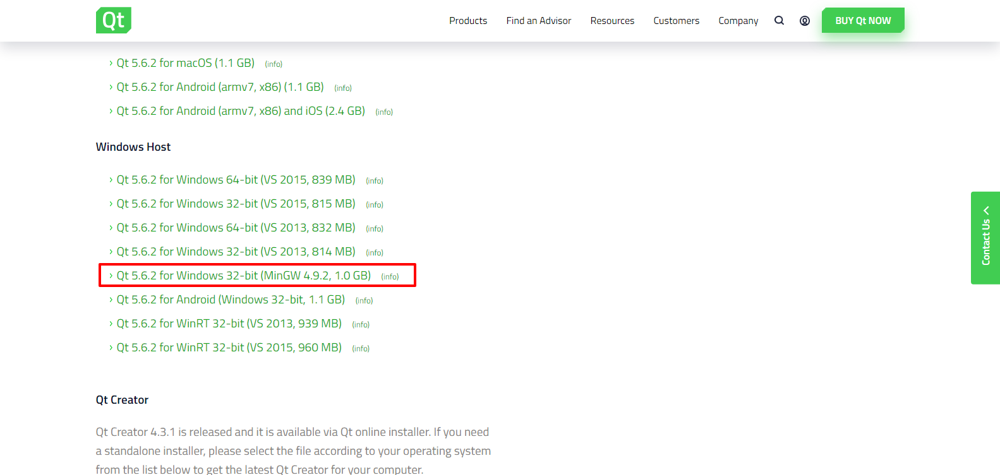 Qt
Products
Find an Advisor
Resources
Customers
Company
BUY Qt NOW
› Qt 5.6.2 for macOS (1.1 GB) (info)
› Qt 5.6.2 for Android (armv7, x86) (1.1 GB) (info)
› Qt 5.6.2 for Android (armv7, x86) and iOS (2.4 GB) (info)
Windows Host
› Qt 5.6.2 for Windows 64-bit (VS 2015, 839 MB) (info)
› Qt 5.6.2 for Windows 32-bit (VS 2015, 815 MB) (info)
› Qt 5.6.2 for Windows 64-bit (VS 2013, 832 MB) (info)
› Qt 5.6.2 for Windows 32-bit (VS 2013, 814 MB) (info)
› Qt 5.6.2 for Windows 32-bit (MinGW 4.9.2, 1.0 GB) (info)
› Qt 5.6.2 for Android (Windows 32-bit, 1.1 GB) (info)
› Qt 5.6.2 for WinRT 32-bit (VS 2013, 939 MB) (info)
› Qt 5.6.2 for WinRT 32-bit (VS 2015, 960 MB) (info)
Qt Creator
Qt Creator 4.3.1 is released and it is available via Qt online installer. If you need
a standalone installer, please select the file according to your operating system
from the list below to get the latest Qt Creator for your computer.
Contact Us